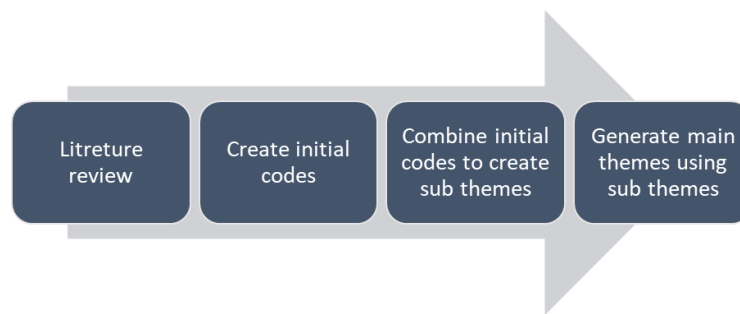 Litreture
review
Create initial
codes
Combine initial
codes to create
sub themes
Generate main
themes using
sub themes